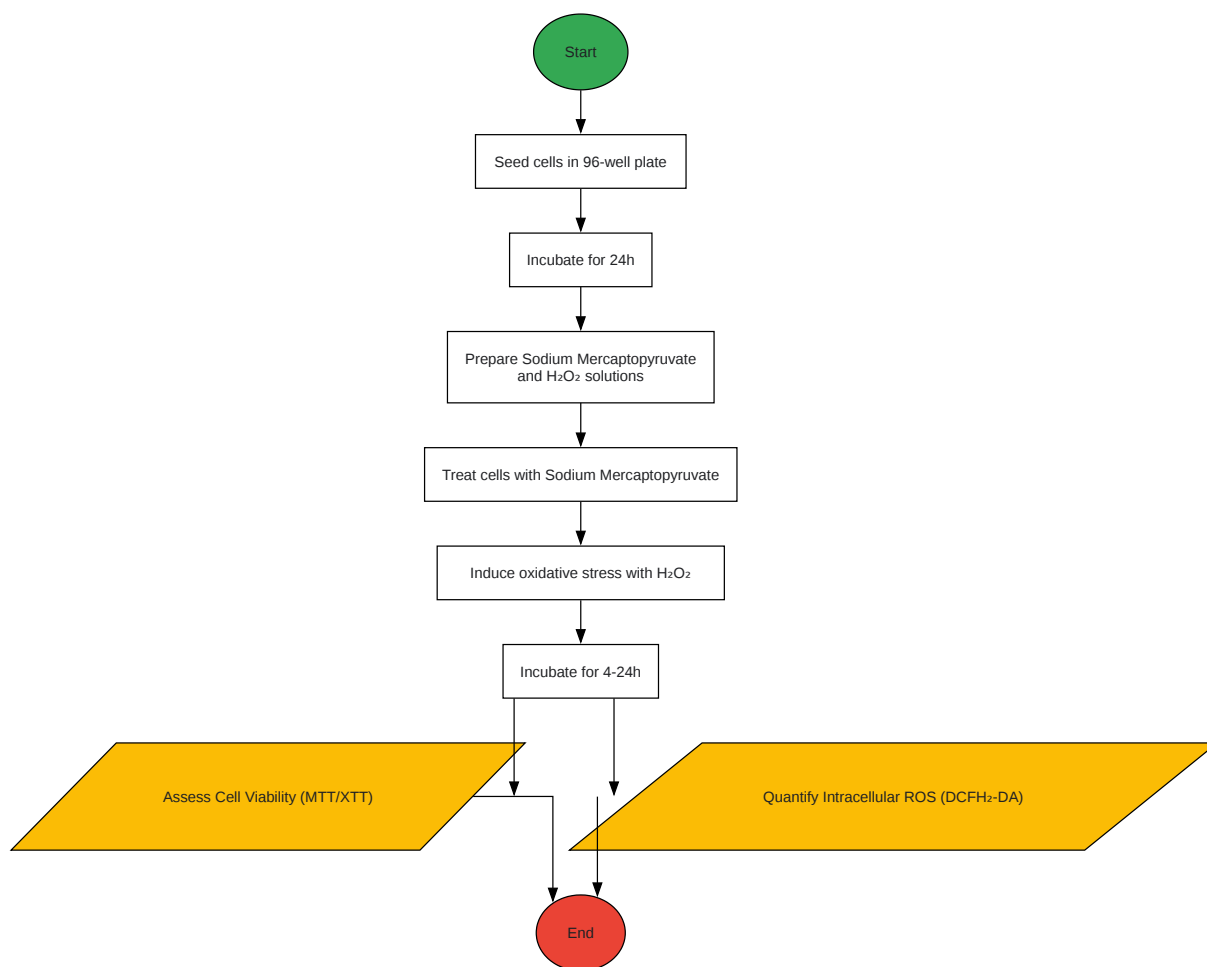 Start
Seed cells in 96-well plate
Incubate for 24h
Prepare Sodium Mercaptopyruvate
and H₂O₂ solutions
Treat cells with Sodium Mercaptopyruvate
Induce oxidative stress with H₂O₂
Incubate for 4-24h
Assess Cell Viability (MTT/XTT)
Quantify Intracellular ROS (DCFH₂-DA)
End